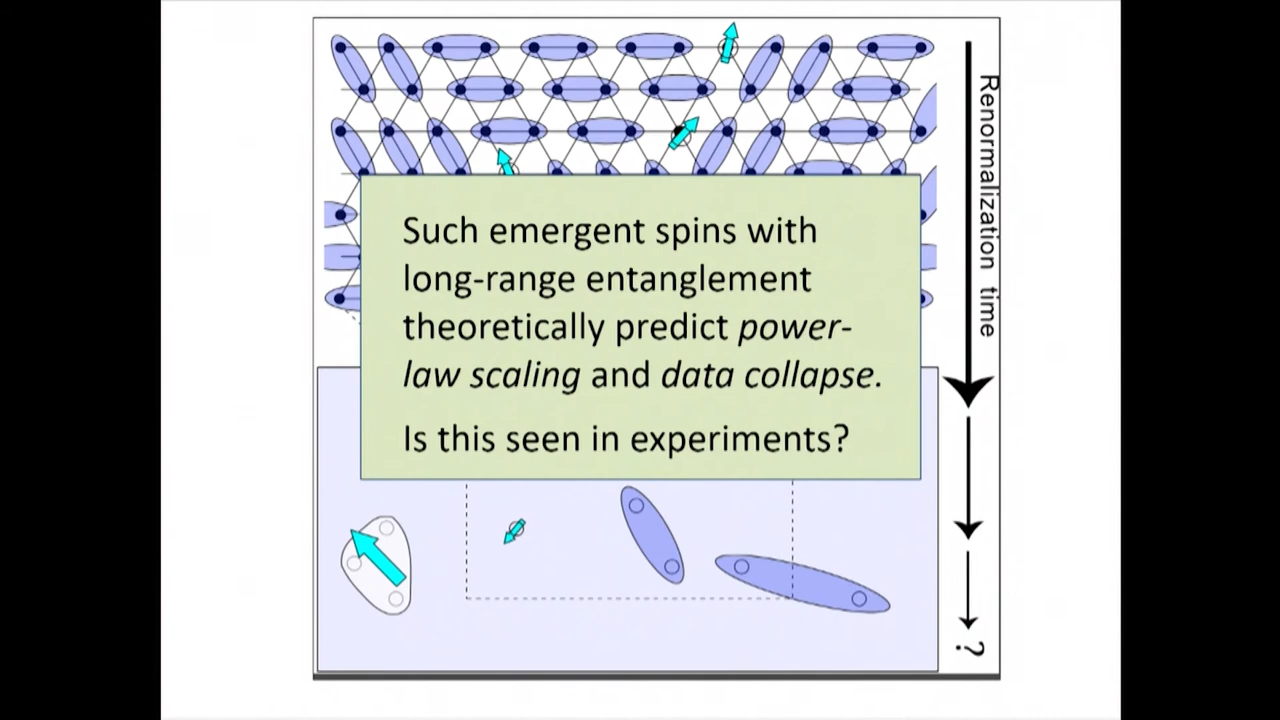 Such emergent spins with
long-range entanglement
theoretically predict power-
law scaling and data collapse.
Is this seen in experiments?
Renormalization time
?